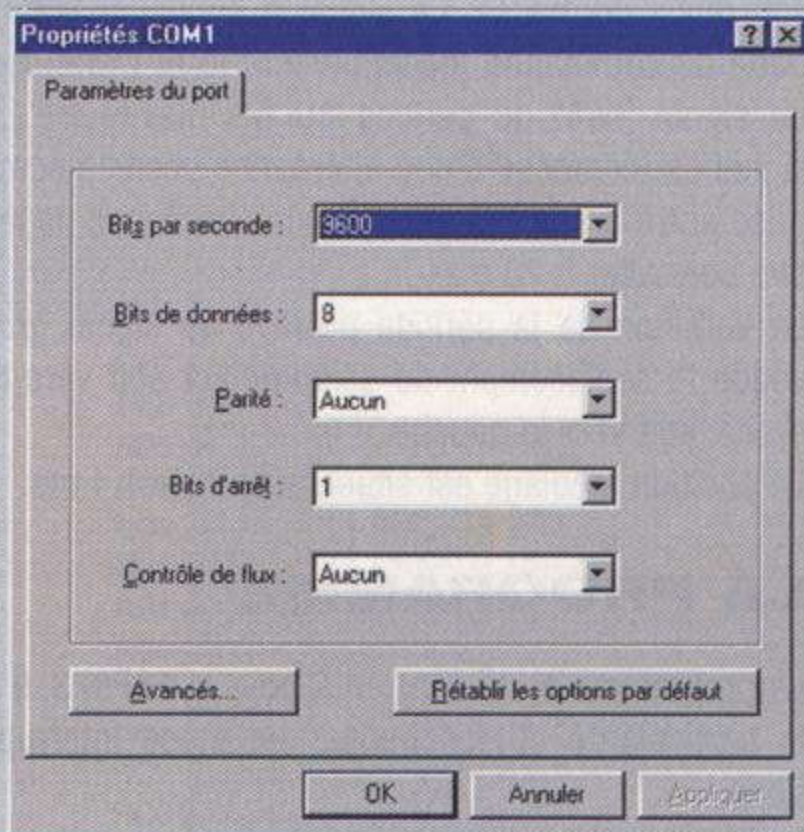 Propriétés COM1
Paramètres du port
Bits par seconde : 9600
Bits de données : 8
Parité : Aucun
Bits d'arrêt : 1
Contrôle de flux : Aucun
Avancés... Rétablir les options par défaut
OK Annuler Appliquer